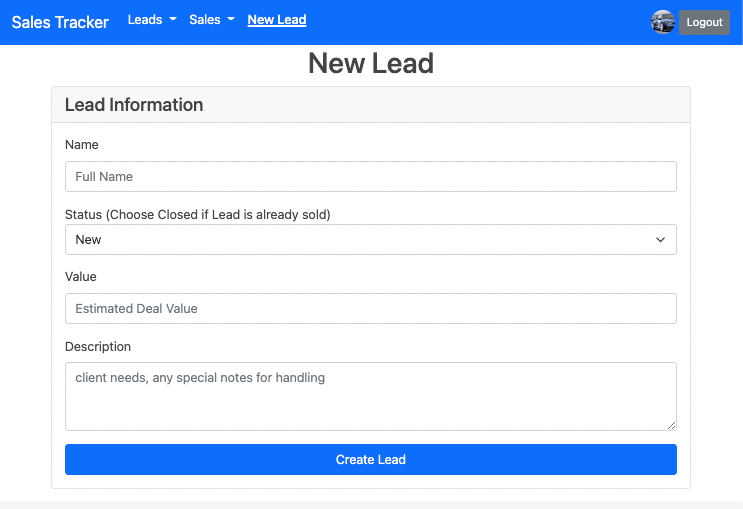 Sales Tracker Leads Sales New Lead Logout
New Lead
Lead Information
Name
Full Name
Status (Choose Closed if Lead is already sold)
New
Value
Estimated Deal Value
Description
client needs, any special notes for handling
Create Lead